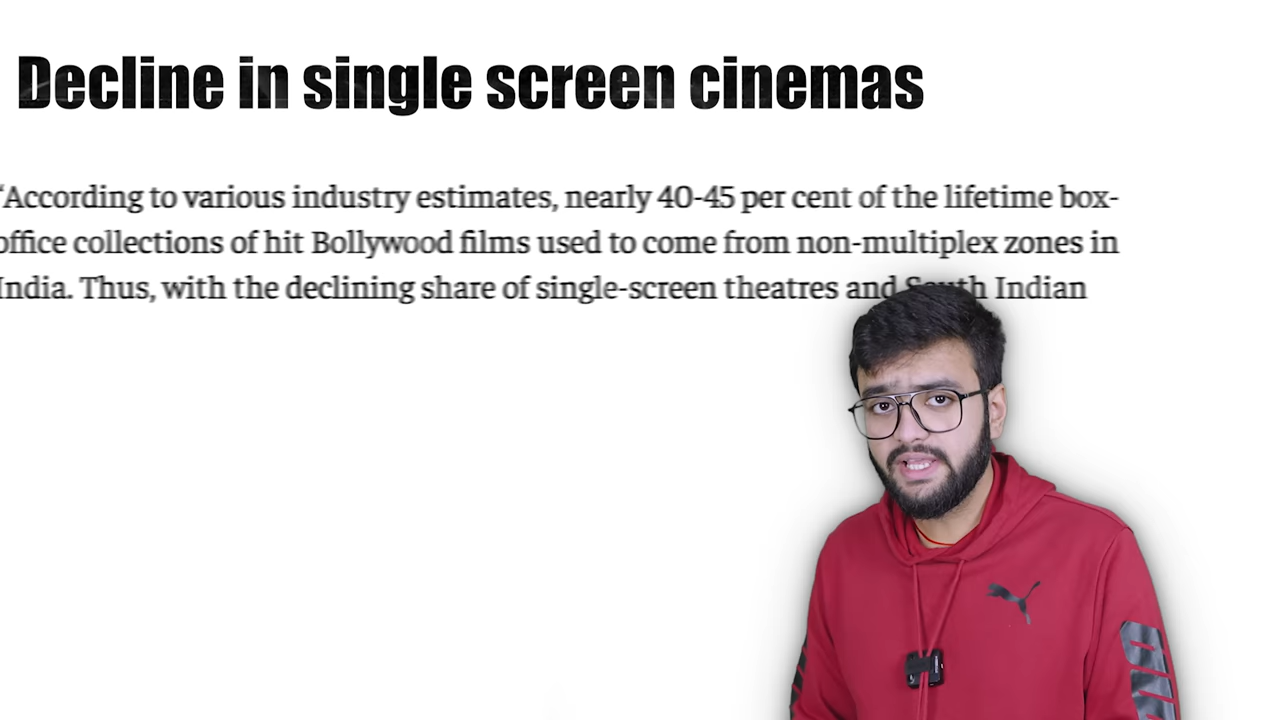 Decline in single screen cinemas
“According to various industry estimates, nearly 40-45 per cent of the lifetime box-
office collections of hit Bollywood films used to come from non-multiplex zones in
India. Thus, with the declining share of single-screen theatres and South Indian